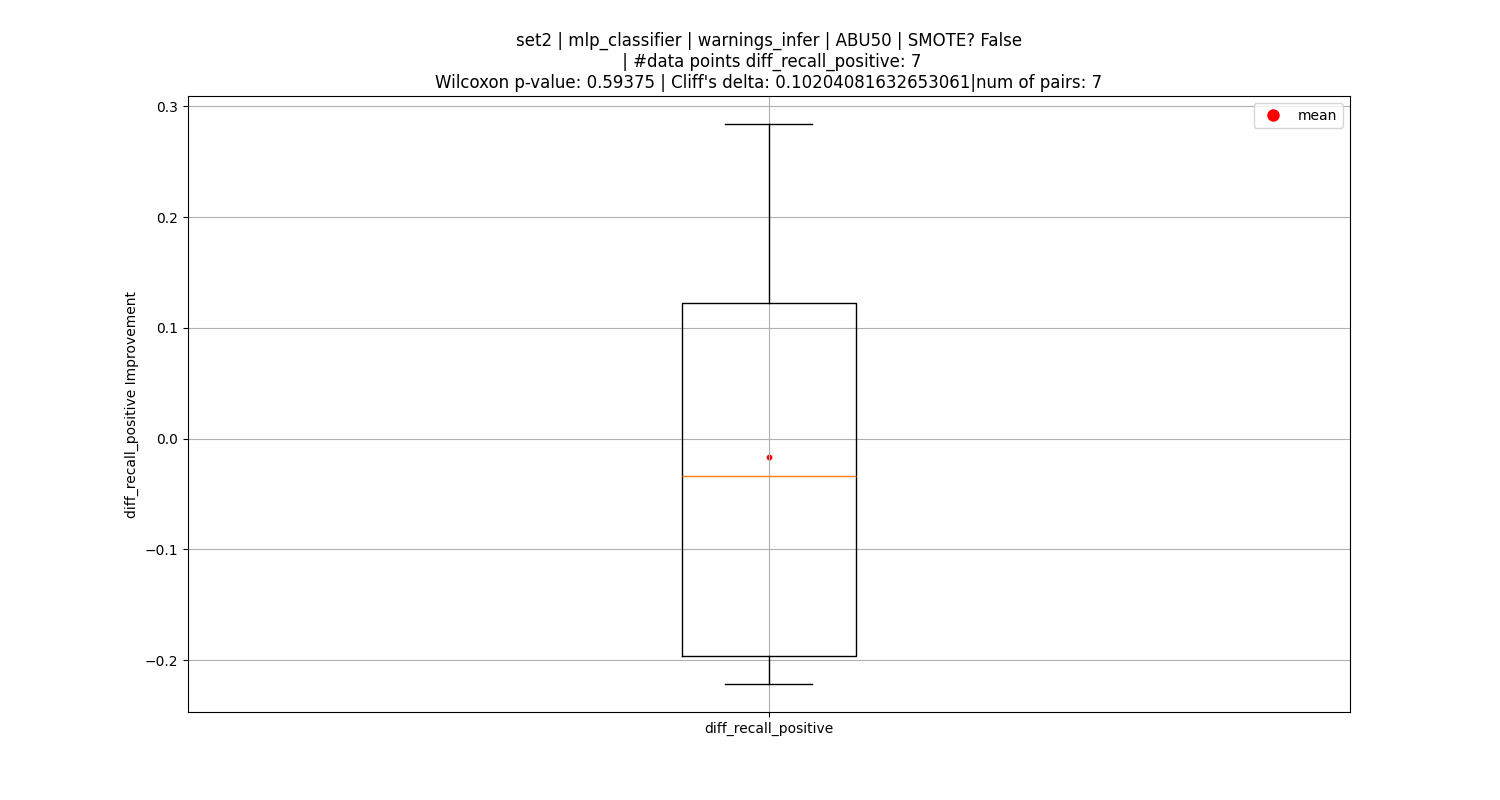 set2 | mlp_classifier | warnings_infer | ABU50 | SMOTE? False
| #data points diff_recall_positive: 7
Wilcoxon p-value: 0.59375 | Cliff's delta: 0.10204081632653061|num of pairs: 7
mean
0.3
0.2
0.1
0.0
−0.1
−0.2
diff_recall_positive Improvement
diff_recall_positive